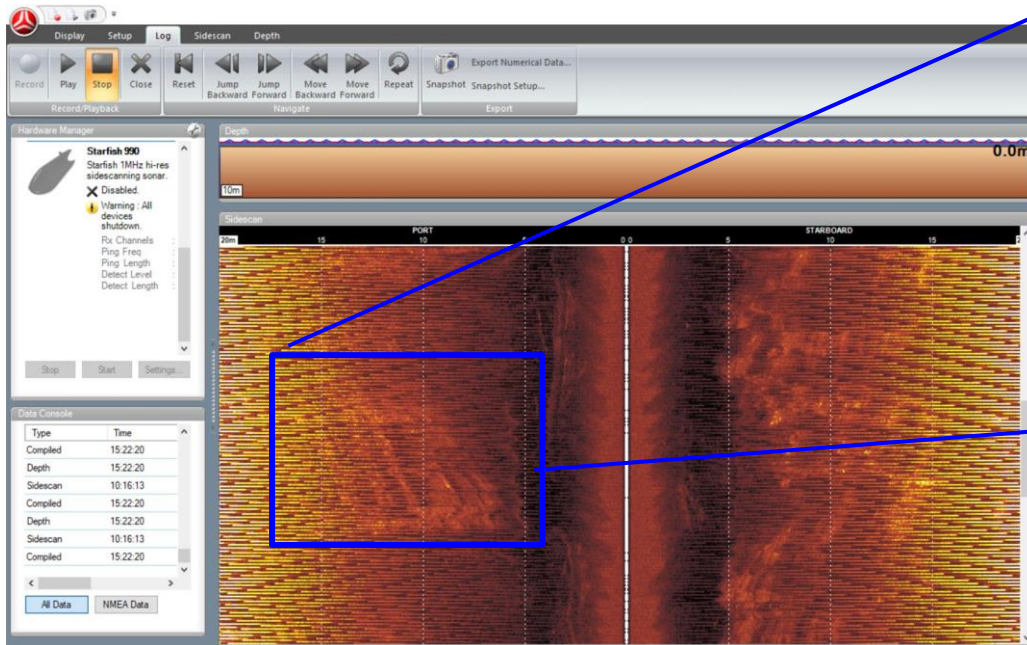 Display Setup Log Sidescan Depth
Record Play Stop Close Reset Jump Backward Jump Forward Move Backward Move Forward Repeat Snapshot Export Numerical Data...
Snapshot Setup...
Record/Playback Navigate Export
Hardware Manager
Starfish 990
Starfish 1MHz hi-res
sidescanning sonar.
Disabled.
Warning : All
devices
shutdown.
Rx Channels :
Ping Freq :
Ping Length :
Detect Level :
Detect Length :
Stop Start Settings...
Data Console
Type Time
Compiled 15:22:20
Depth 15:22:20
Sidescan 10:16:13
Compiled 15:22:20
Depth 15:22:20
Sidescan 10:16:13
Compiled 15:22:20
All Data NMEA Data
Depth
0.0m
10m
Sidescan
PORT STARBOARD
20m 15 10 5 0 0 5 10 15 2